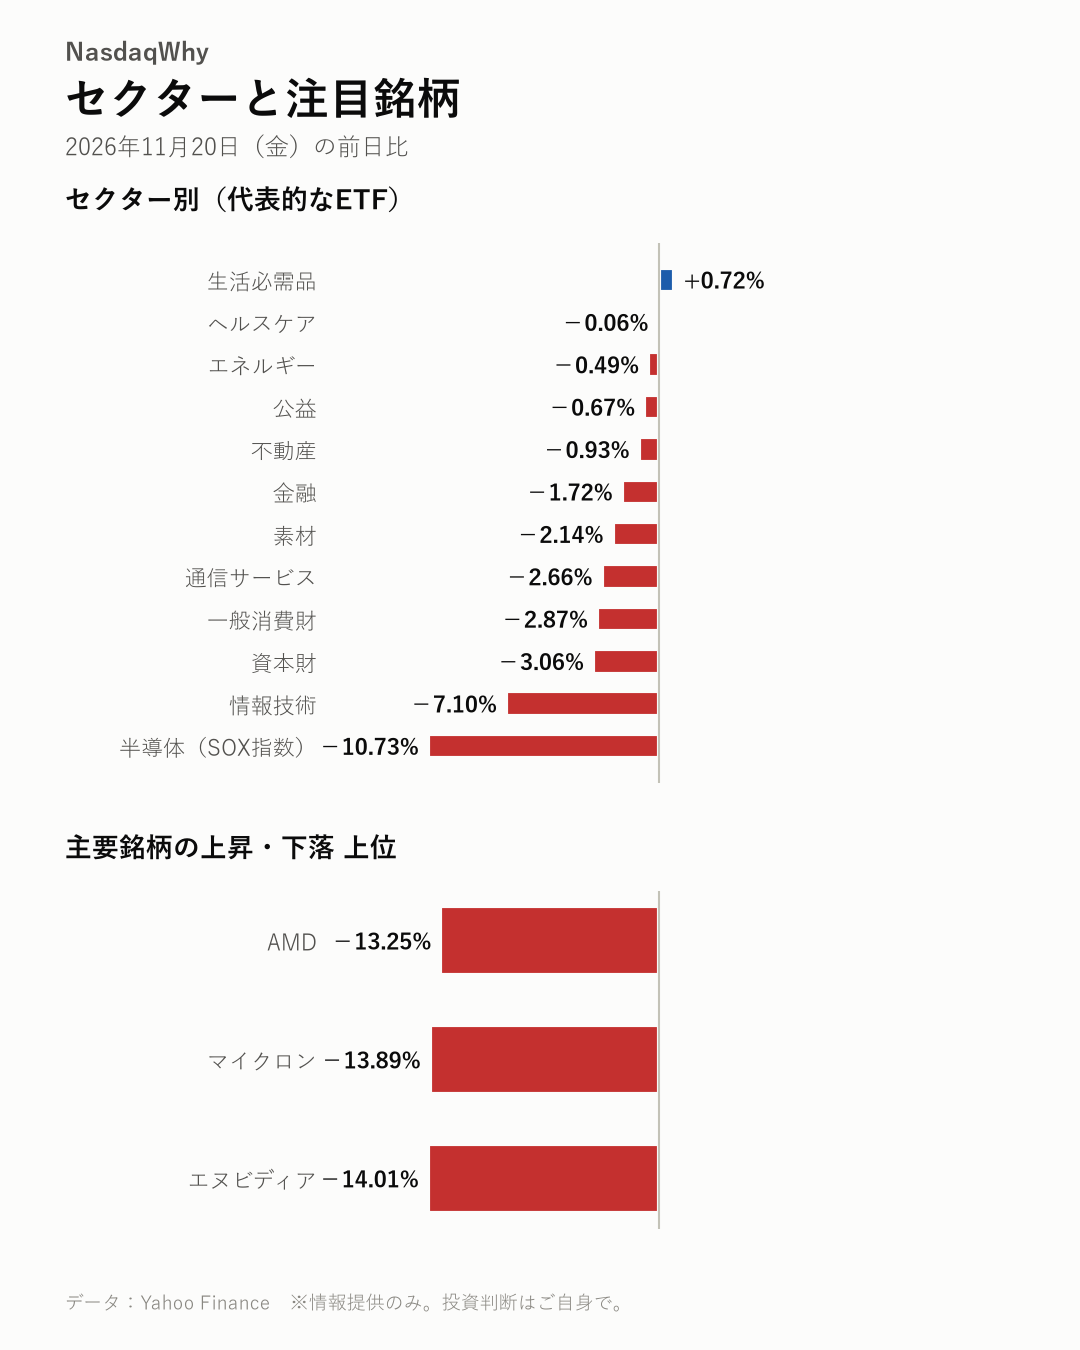 NasdaqWhy
セクターと注目銘柄
2026年11月20日（金）の前日比
セクター別（代表的なETF）
生活必需品 +0.72%
ヘルスケア −0.06%
エネルギー −0.49%
公益 −0.67%
不動産 −0.93%
金融 −1.72%
素材 −2.14%
通信サービス −2.66%
一般消費財 −2.87%
資本財 −3.06%
情報技術 −7.10%
半導体（SOX指数） −10.73%
主要銘柄の上昇・下落 上位
AMD −13.25%
マイクロン −13.89%
エヌビディア −14.01%
データ：Yahoo Finance　※情報提供のみ。投資判断はご自身で。